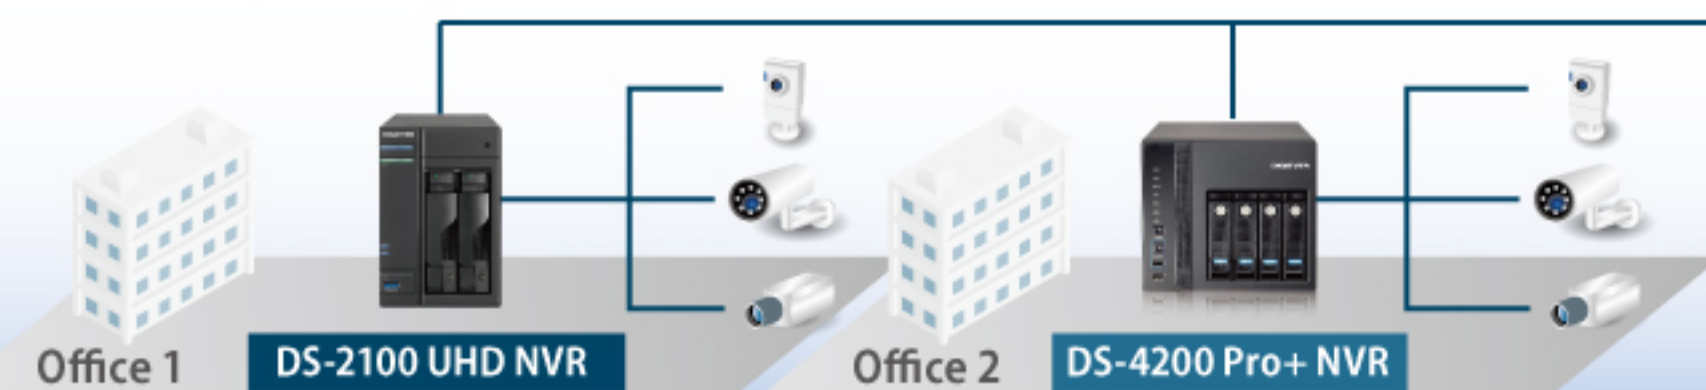 Office 1
DS-2100 UHD NVR
Office 2
DS-4200 Pro+ NVR